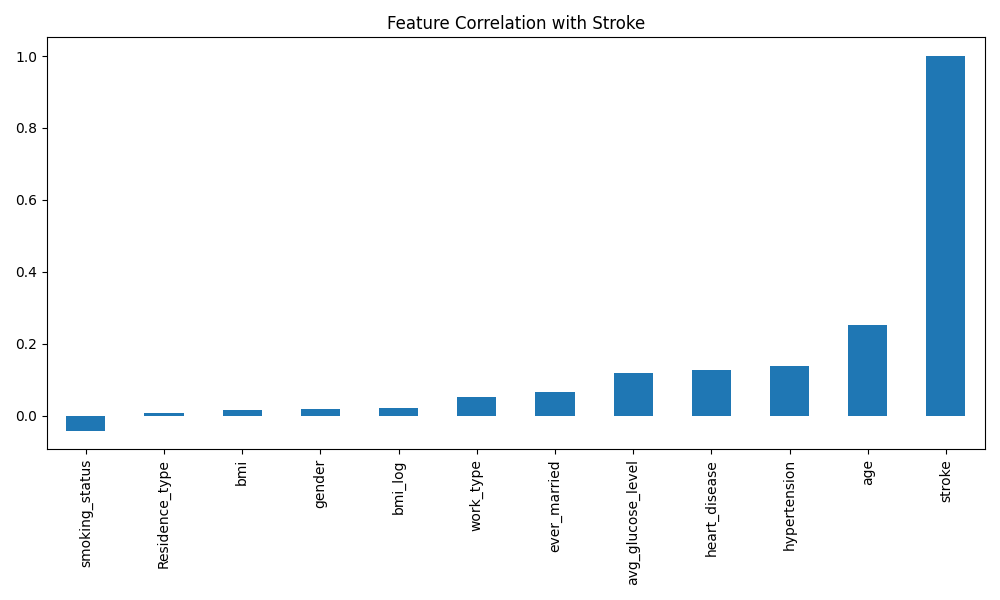 Feature Correlation with Stroke
1.0
0.8
0.6
0.4
0.2
0.0
smoking_status
Residence_type
bmi
gender
bmi_log
work_type
ever_married
avg_glucose_level
heart_disease
hypertension
age
stroke